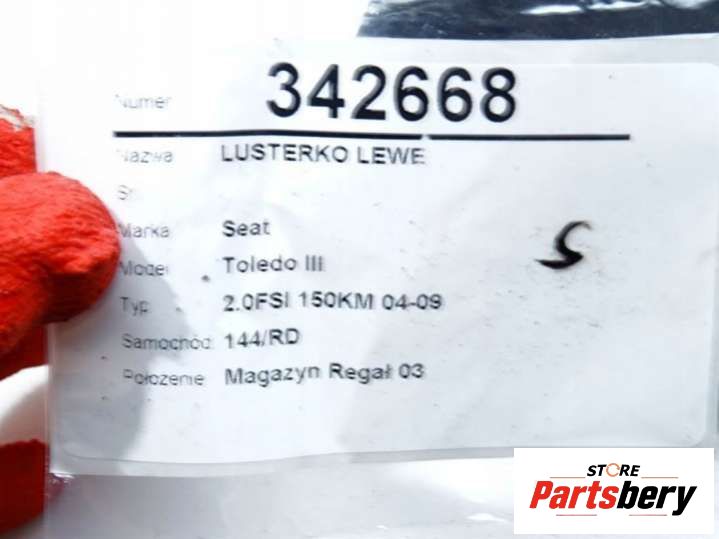 Numer 342668
Nazwa LUSTERKO LEWE
Marka Seat
Model Toledo III
Typ 2.0FSI 150KM 04-09
Samochód 144/RD
Położenie Magazyn Regał 03
STORE
Partsbery